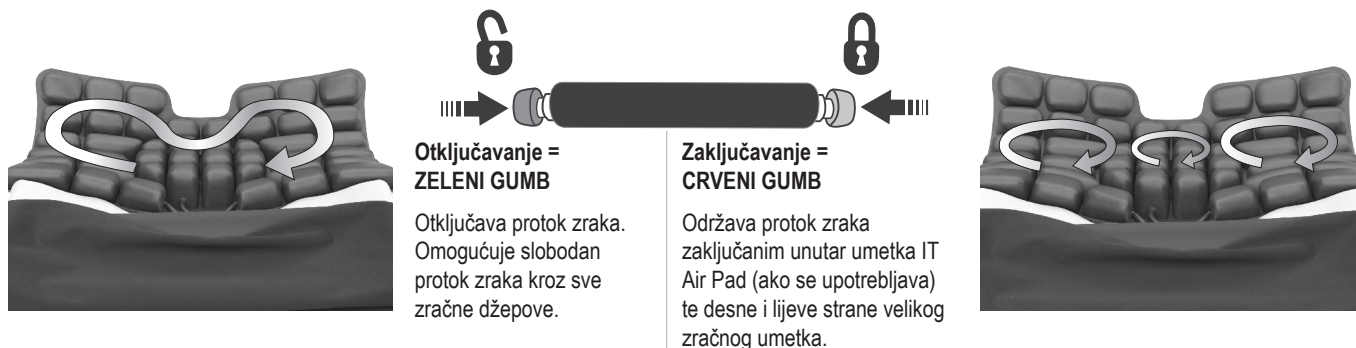 Otključavanje =
ZELENI GUMB
Otključava protok zraka.
Omogućuje slobodan
protok zraka kroz sve
zračne džepove.
Zaključavanje =
CRVENI GUMB
Održava protok zraka
zaključanim unutar umetka IT
Air Pad (ako se upotrebljava)
te desne i lijeve strane velikog
zračnog umetka.